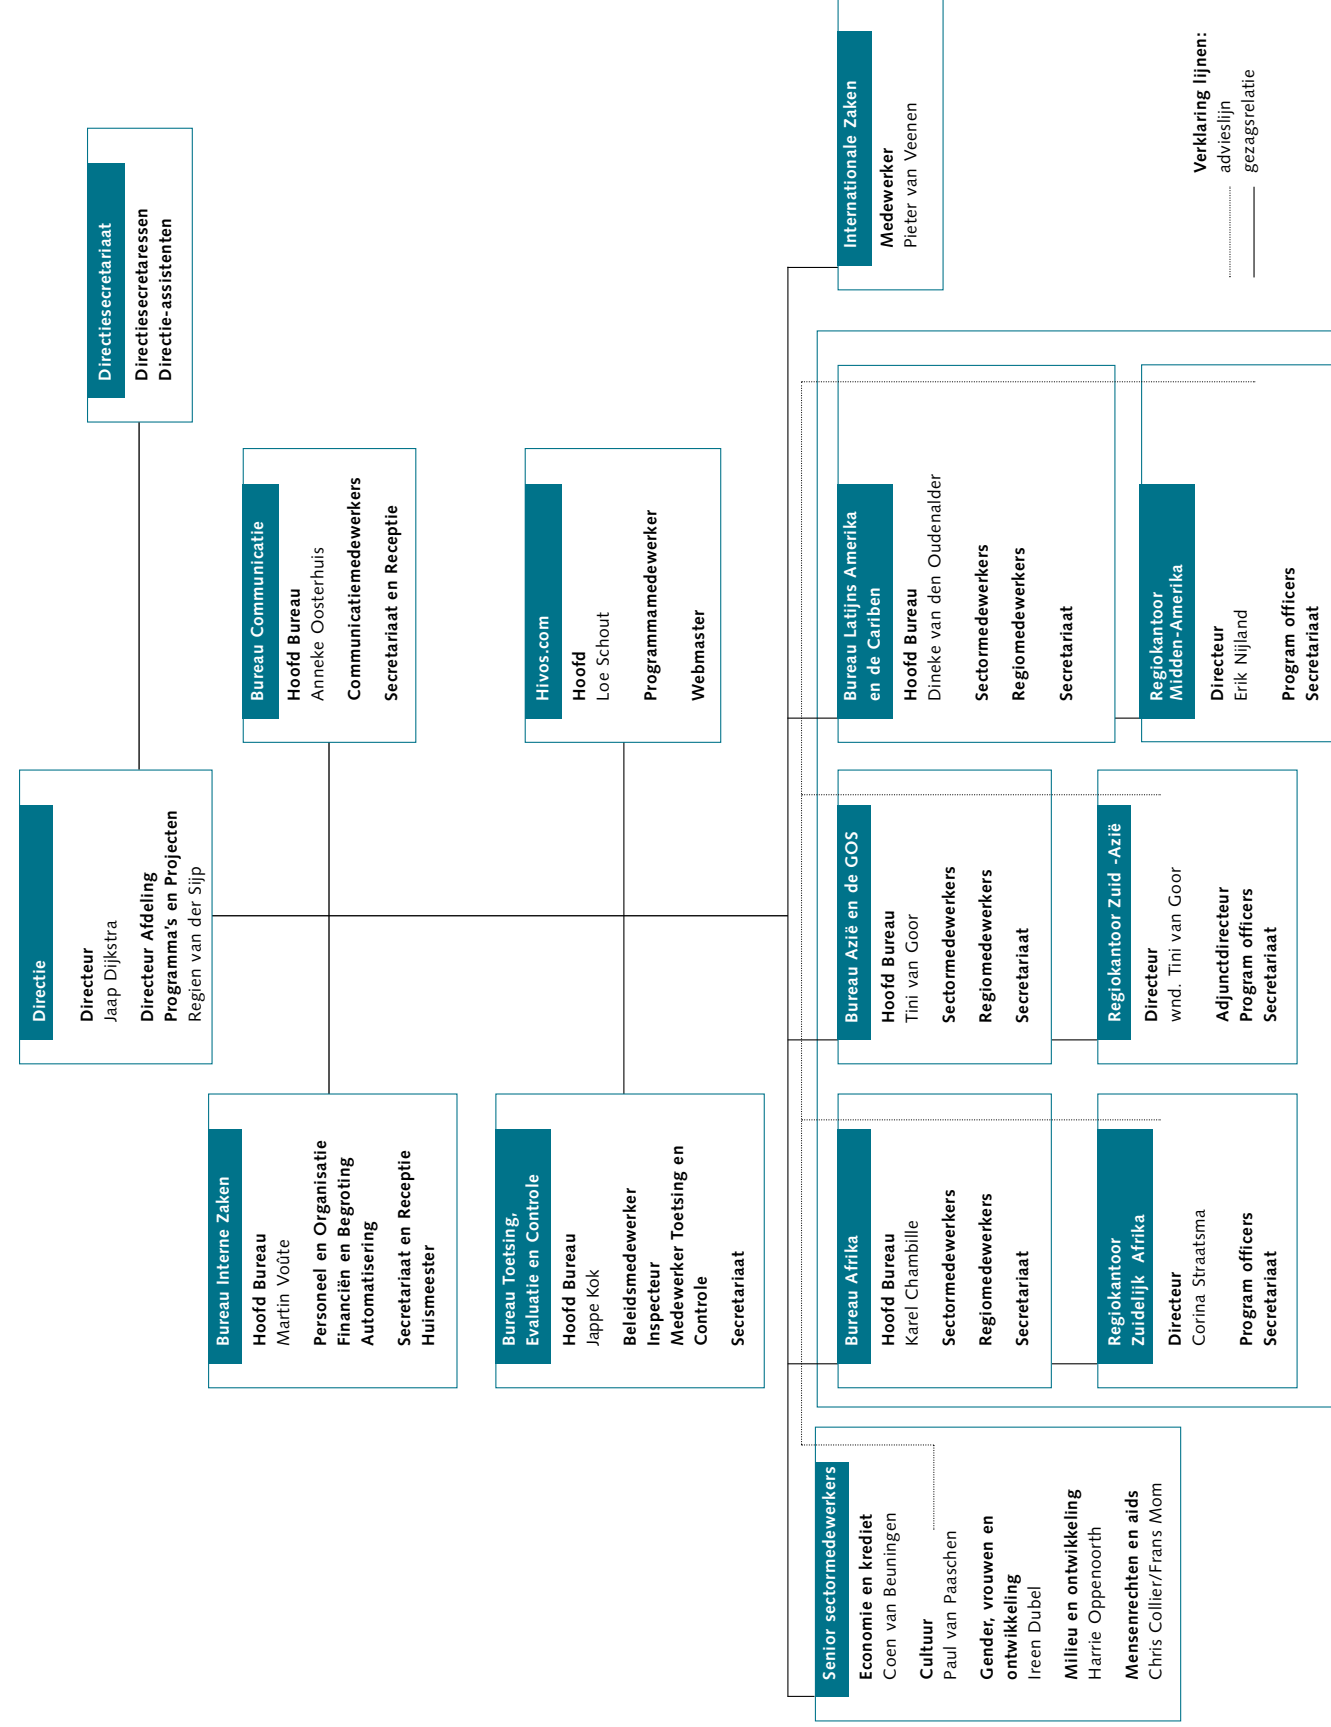 Directie
Directeur
Jaap Dijkstra
Directeur Afdeling
Programma's en Projecten
Regien van der Sijp
Directiesecretariaat
Directiesecretaressen
Directie-assistenten
Bureau Interne Zaken
Hoofd Bureau
Martin Voûte
Personeel en Organisatie
Financiën en Begroting
Automatisering
Secretariaat en Receptie
Huismeester
Bureau Communicatie
Hoofd Bureau
Anneke Oosterhuis
Communicatiemedewerkers
Secretariaat en Receptie
Bureau Toetsing,
Evaluatie en Controle
Hoofd Bureau
Jappe Kok
Beleidsmedewerker
Inspecteur
Medewerker Toetsing en
Controle
Secretariaat
Hivos.com
Hoofd
Loe Schout
Programmamedewerker
Webmaster
Senior sectormedewerkers
Economie en krediet
Coen van Beuningen
Cultuur
Paul van Paaschen
Gender, vrouwen en
ontwikkeling
Ireen Dubel
Milieu en ontwikkeling
Harrie Oppenoorth
Mensenrechten en aids
Chris Collier/Frans Mom
Bureau Afrika
Hoofd Bureau
Karel Chambille
Sectormedewerkers
Regiomedewerkers
Secretariaat
Bureau Azië en de GOS
Hoofd Bureau
Tini van Goor
Sectormedewerkers
Regiomedewerkers
Secretariaat
Bureau Latijns Amerika
en de Cariben
Hoofd Bureau
Dineke van den Oudenalder
Sectormedewerkers
Regiomedewerkers
Secretariaat
Internationale Zaken
Medewerker
Pieter van Veenen
Regiokantoor
Zuidelijk Afrika
Directeur
Corina Straatsma
Program officers
Secretariaat
Regiokantoor Zuid -Azië
Directeur
wnd. Tini van Goor
Adjunctdirecteur
Program officers
Secretariaat
Regiokantoor
Midden-Amerika
Directeur
Erik Nijland
Program officers
Secretariaat
Verklaring lijnen:
advieslijn
gezagsrelatie